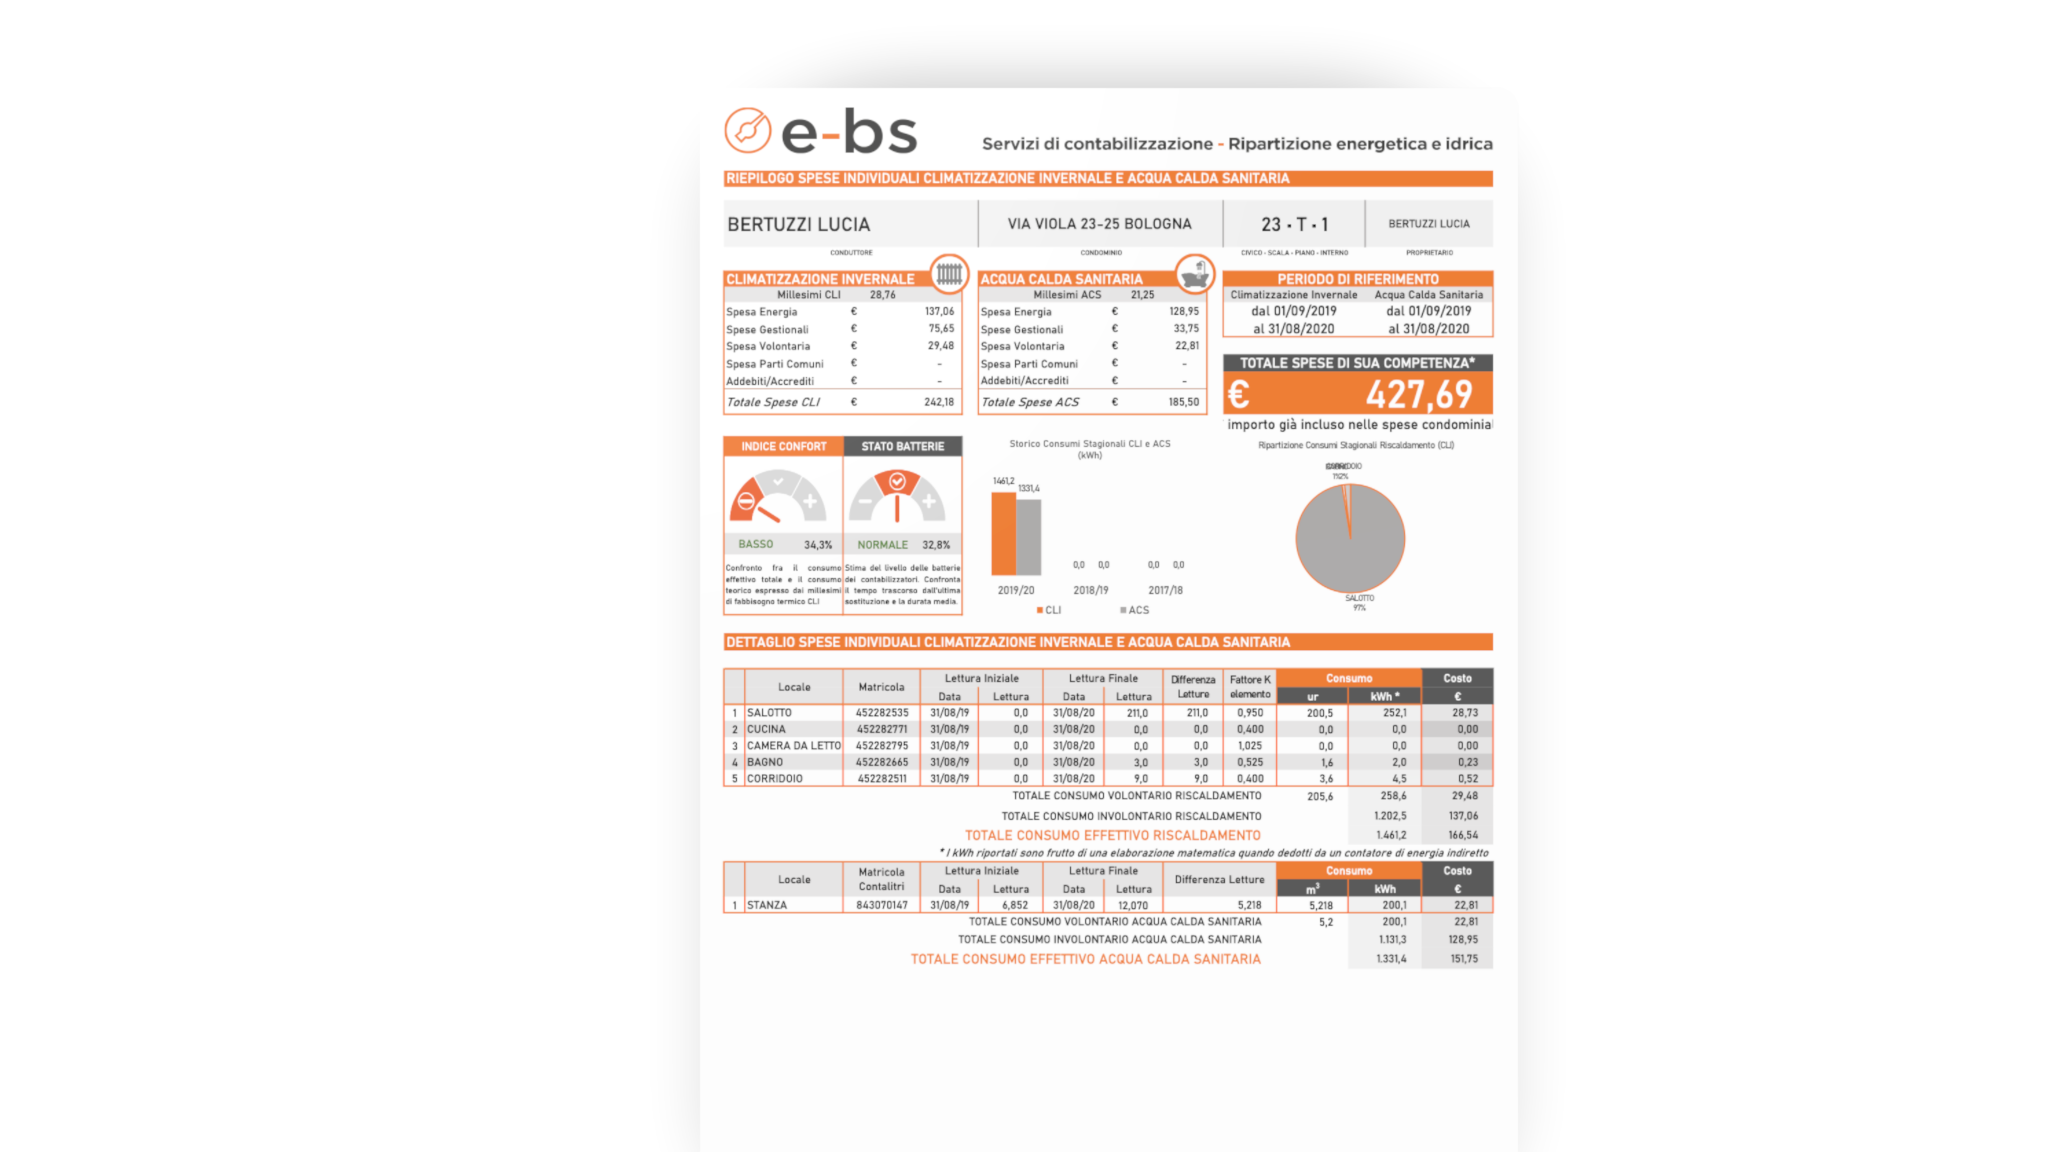 e-bs
Servizi di contabilizzazione - Ripartizione energetica e idrica
RIEPILOGO SPESE INDIVIDUALI CLIMATIZZAZIONE INVERNALE E ACQUA CALDA SANITARIA
BERTUZZI LUCIA VIA VIOLA 23-25 BOLOGNA 23 · T · 1 BERTUZZI LUCIA
CONDUTTORE CONDOMINIO CIVICO - SCALA - PIANO - INTERNO PROPRIETARIO
CLIMATIZZAZIONE INVERNALE
Millesimi CLI 28,76
Spesa Energia € 137,06
Spese Gestionali € 75,65
Spesa Volontaria € 29,48
Spesa Parti Comuni € -
Addebiti/Accrediti € -
Totale Spese CLI € 242,18
ACQUA CALDA SANITARIA
Millesimi ACS 21,25
Spesa Energia € 128,95
Spese Gestionali € 33,75
Spesa Volontaria € 22,81
Spesa Parti Comuni € -
Addebiti/Accrediti € -
Totale Spese ACS € 185,50
PERIODO DI RIFERIMENTO
Climatizzazione Invernale Acqua Calda Sanitaria
dal 01/09/2019 dal 01/09/2019
al 31/08/2020 al 31/08/2020
TOTALE SPESE DI SUA COMPETENZA*
€ 427,69
importo già incluso nelle spese condominia
INDICE CONFORT
BASSO 34,3%
Confronto fra il consumo
effettivo totale e il consumo
teorico espresso dai millesimi
di fabbisogno termico CLI
STATO BATTERIE
NORMALE 32,8%
Stima del livello delle batterie
dei contabilizzatori. Confronta
il tempo trascorso dall'ultima
sostituzione e la durata media.
Storico Consumi Stagionali CLI e ACS
(kWh)
1461,2 1331,4
0,0 0,0 0,0 0,0
2019/20 2018/19 2017/18
CLI ACS
Ripartizione Consumi Stagionali Riscaldamento (CLI)
SALOTTO
97%
DETTAGLIO SPESE INDIVIDUALI CLIMATIZZAZIONE INVERNALE E ACQUA CALDA SANITARIA
Locale Matricola Lettura Iniziale Lettura Finale Differenza Letture Fattore K elemento Consumo Costo
Data Lettura Data Lettura ur kWh * €
1 SALOTTO 452282535 31/08/19 0,0 31/08/20 211,0 211,0 0,950 200,5 252,1 28,73
2 CUCINA 452282771 31/08/19 0,0 31/08/20 0,0 0,0 0,400 0,0 0,0 0,00
3 CAMERA DA LETTO 452282795 31/08/19 0,0 31/08/20 0,0 0,0 1,025 0,0 0,0 0,00
4 BAGNO 452282665 31/08/19 0,0 31/08/20 3,0 3,0 0,525 1,6 2,0 0,23
5 CORRIDOIO 452282511 31/08/19 0,0 31/08/20 9,0 9,0 0,400 3,6 4,5 0,52
TOTALE CONSUMO VOLONTARIO RISCALDAMENTO 205,6 258,6 29,48
TOTALE CONSUMO INVOLONTARIO RISCALDAMENTO 1.202,5 137,06
TOTALE CONSUMO EFFETTIVO RISCALDAMENTO 1.461,2 166,54
* I kWh riportati sono frutto di una elaborazione matematica quando dedotti da un contatore di energia indiretto
Locale Matricola Contalitri Lettura Iniziale Lettura Finale Differenza Letture Consumo Costo
Data Lettura Data Lettura m³ kWh €
1 STANZA 843070147 31/08/19 6,852 31/08/20 12,070 5,218 5,218 200,1 22,81
TOTALE CONSUMO VOLONTARIO ACQUA CALDA SANITARIA 5,2 200,1 22,81
TOTALE CONSUMO INVOLONTARIO ACQUA CALDA SANITARIA 1.131,3 128,95
TOTALE CONSUMO EFFETTIVO ACQUA CALDA SANITARIA 1.331,4 151,75